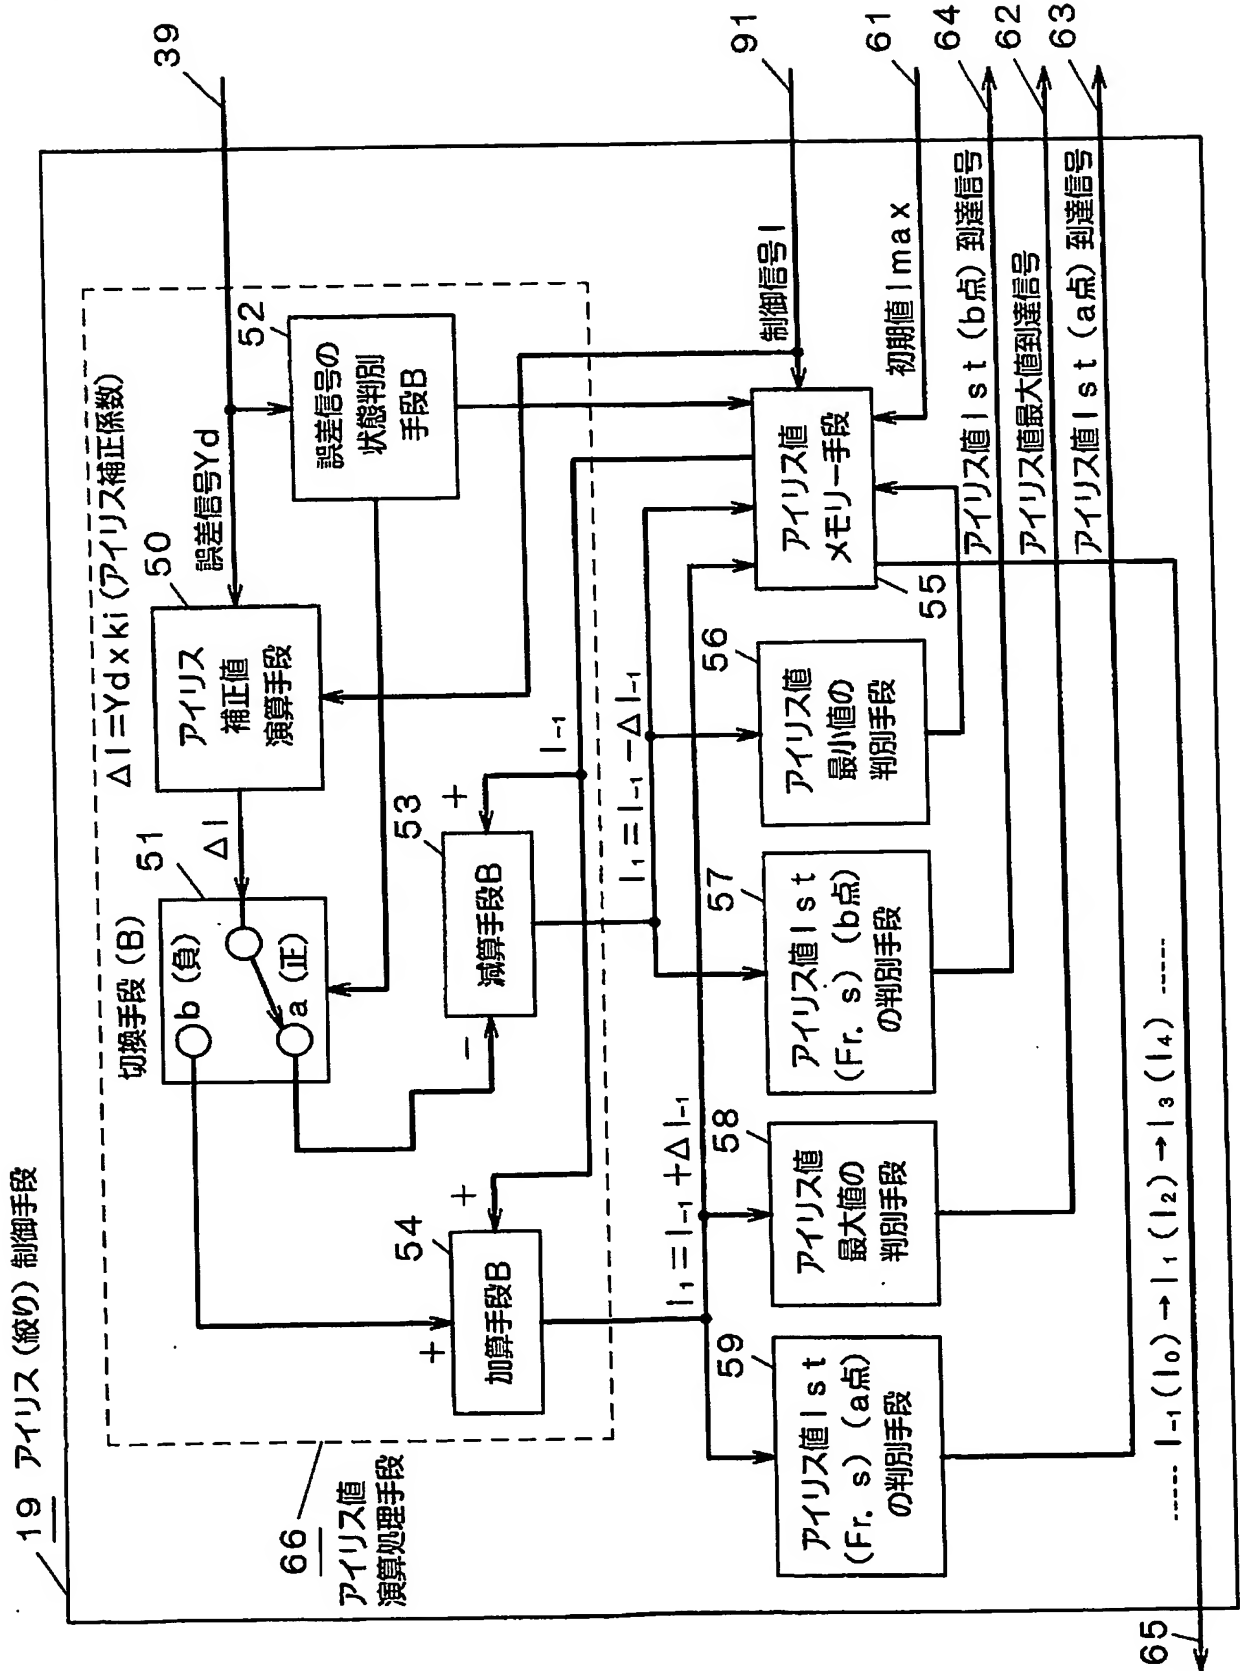 19 アイリス(絞り)制御手段
39
ΔI=Yd×ki(アイリス補正係数)
50
誤差信号Yd
52
アイリス
補正値
演算手段
誤差信号の
状態判別
手段B
切換手段(B)
51
ΔI
b(負)
a(正)
53
+
−
減算手段B
I-1
54
+
+
加算手段B
66
アイリス値
演算処理手段
I1=I-1−ΔI-1
I1=I-1+ΔI-1
制御信号I
91
初期値Imax
61
アイリス値
メモリー手段
55
56
アイリス値
最小値の
判別手段
57
アイリス値Ist
(Fr.s)(b点)
の判別手段
58
アイリス値
最大値の
判別手段
59
アイリス値Ist
(Fr.s)(a点)
の判別手段
アイリス値Ist(b点)到達信号
64
アイリス値最大値到達信号
62
アイリス値Ist(a点)到達信号
63
-----I-1(I0)→I1(I2)→I3(I4)-----
65